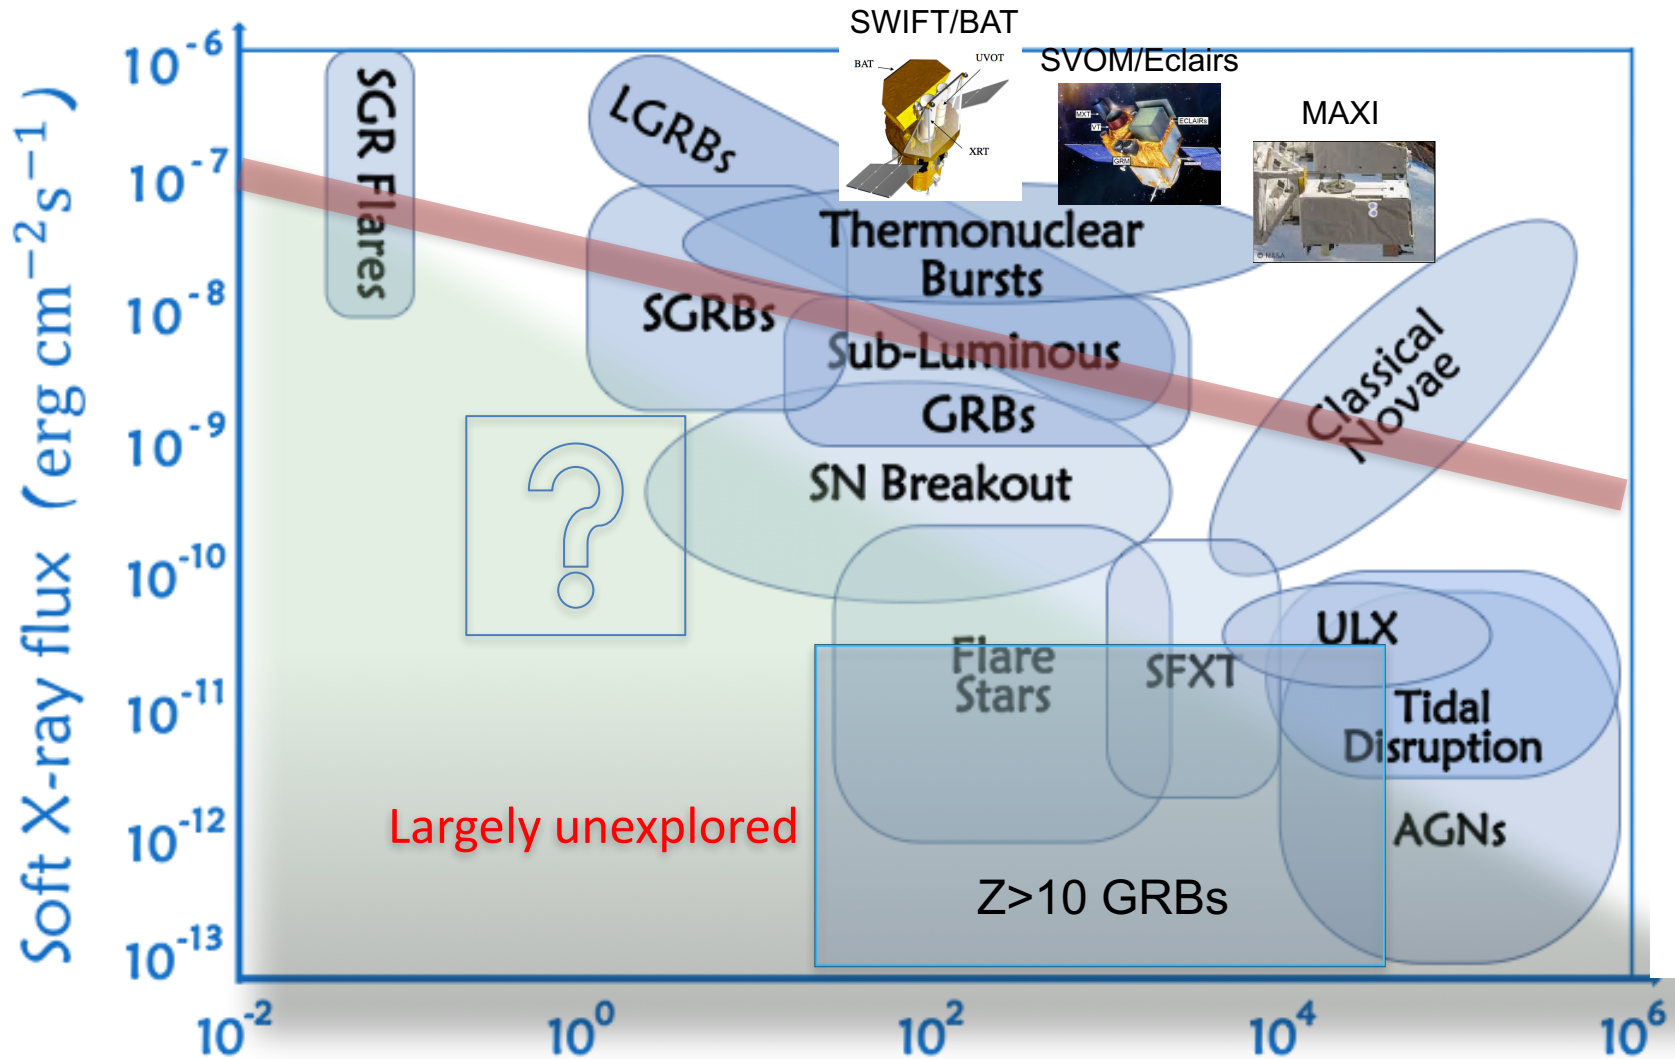 SWIFT/BAT
BAT
UVOT
XRT
SVOM/Eclairs
MXT
VT
ECLAIRs
GRM
MAXI
Soft X-ray flux (erg cm⁻²s⁻¹)
10⁻⁶
10⁻⁷
10⁻⁸
10⁻⁹
10⁻¹⁰
10⁻¹¹
10⁻¹²
10⁻¹³
SGR Flares
LGRBs
Thermonuclear
Bursts
SGRBs
Sub-Luminous
GRBs
Classical
Novae
SN Breakout
?
Flare
Stars
SFXT
ULX
Tidal
Disruption
AGNs
Largely unexplored
Z>10 GRBs
10⁻²
10⁰
10²
10⁴
10⁶